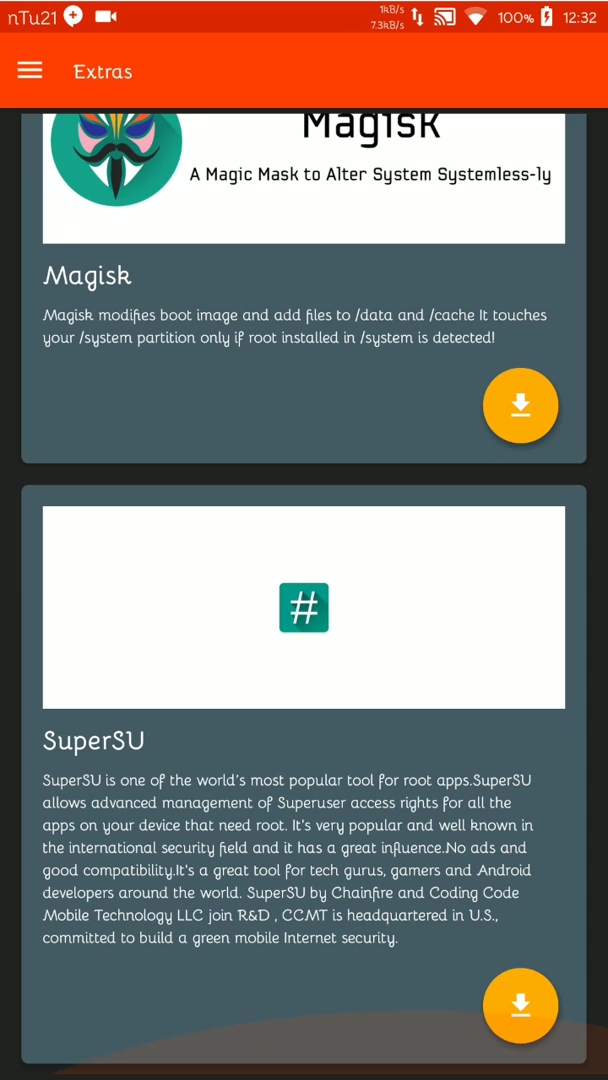 nTu21 1kB/s 100% 12:32
7.3kB/s
Extras
Magisk
A Magic Mask to Alter System Systemless-ly
Magisk
Magisk modifies boot image and add files to /data and /cache It touches
your /system partition only if root installed in /system is detected!
#
SuperSU
SuperSU is one of the world's most popular tool for root apps.SuperSU
allows advanced management of Superuser access rights for all the
apps on your device that need root. It's very popular and well known in
the international security field and it has a great influence.No ads and
good compatibility.It's a great tool for tech gurus, gamers and Android
developers around the world. SuperSU by Chainfire and Coding Code
Mobile Technology LLC join R&D , CCMT is headquartered in U.S.,
committed to build a green mobile Internet security.